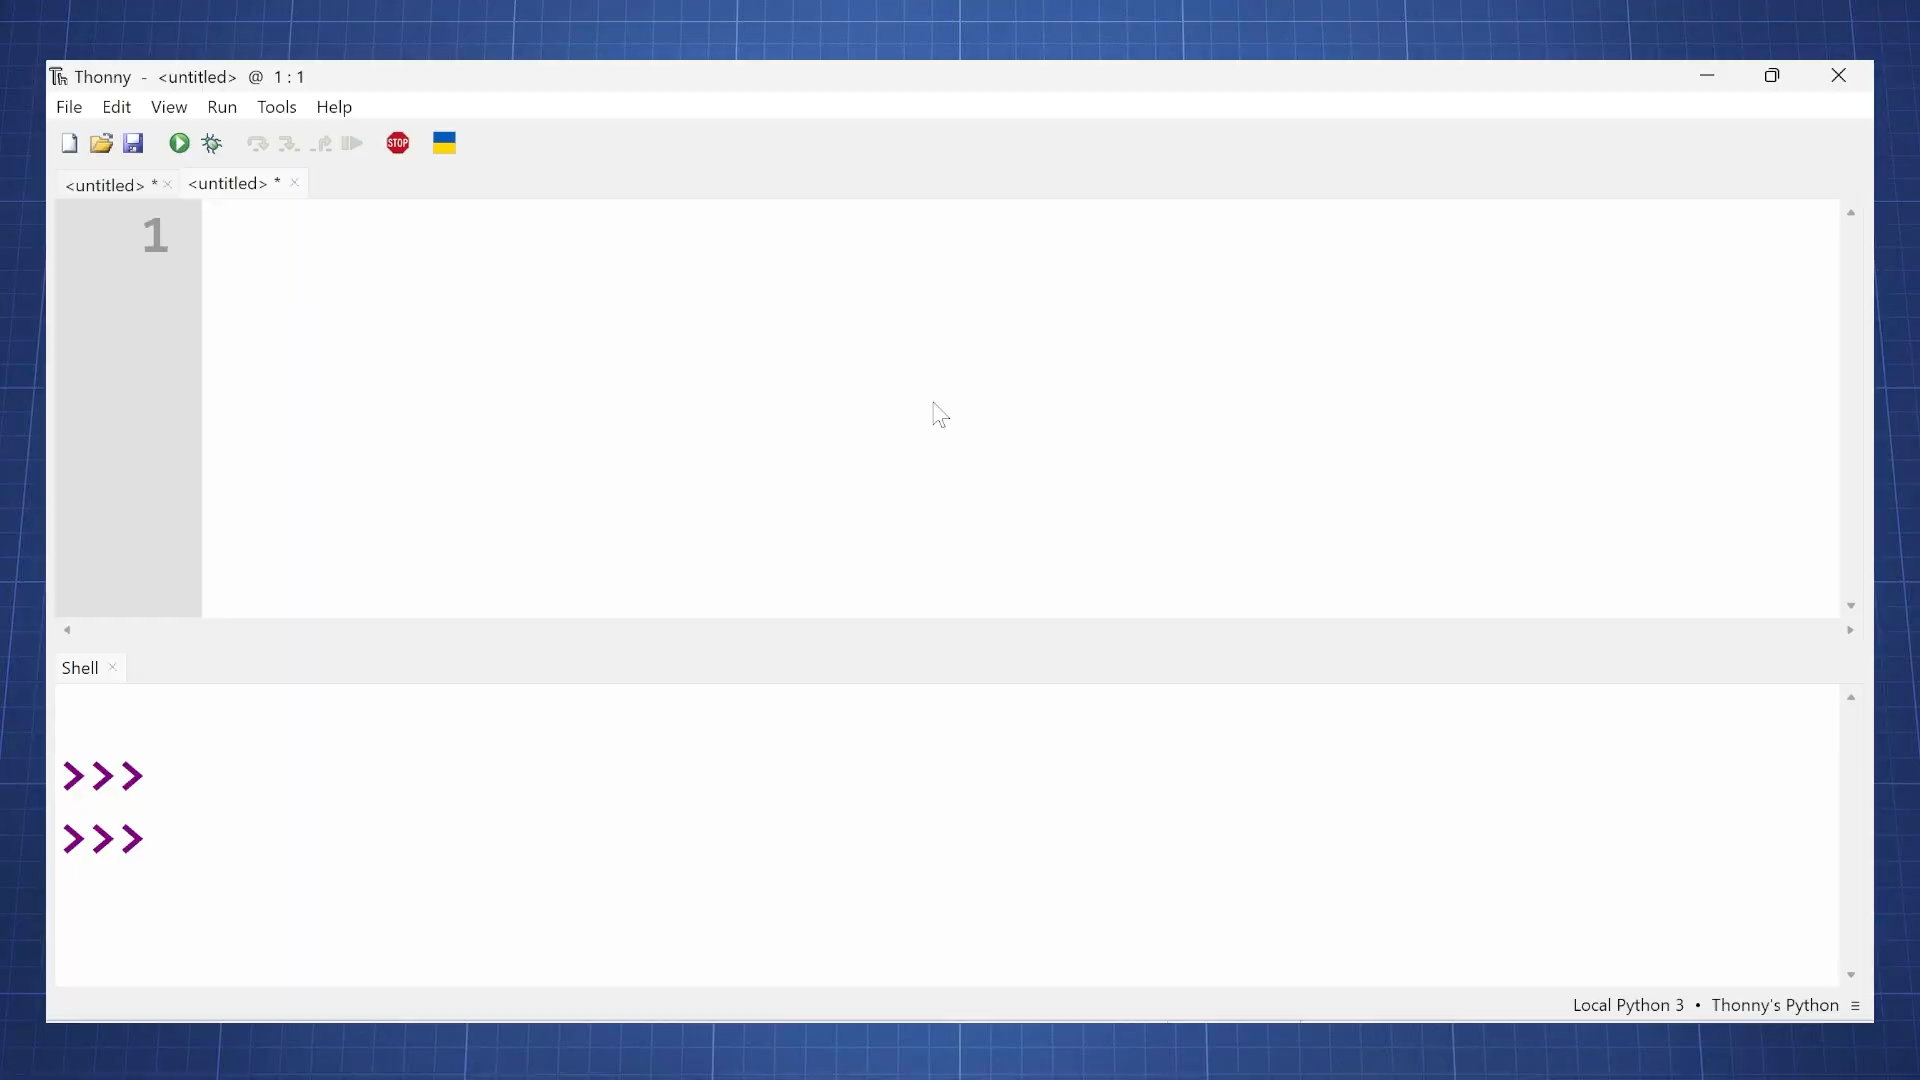 Thonny - <untitled> @ 1 : 1
File Edit View Run Tools Help
STOP
<untitled> * × <untitled> * ×
1
Shell ×
>>>
>>>
Local Python 3 • Thonny's Python ≡